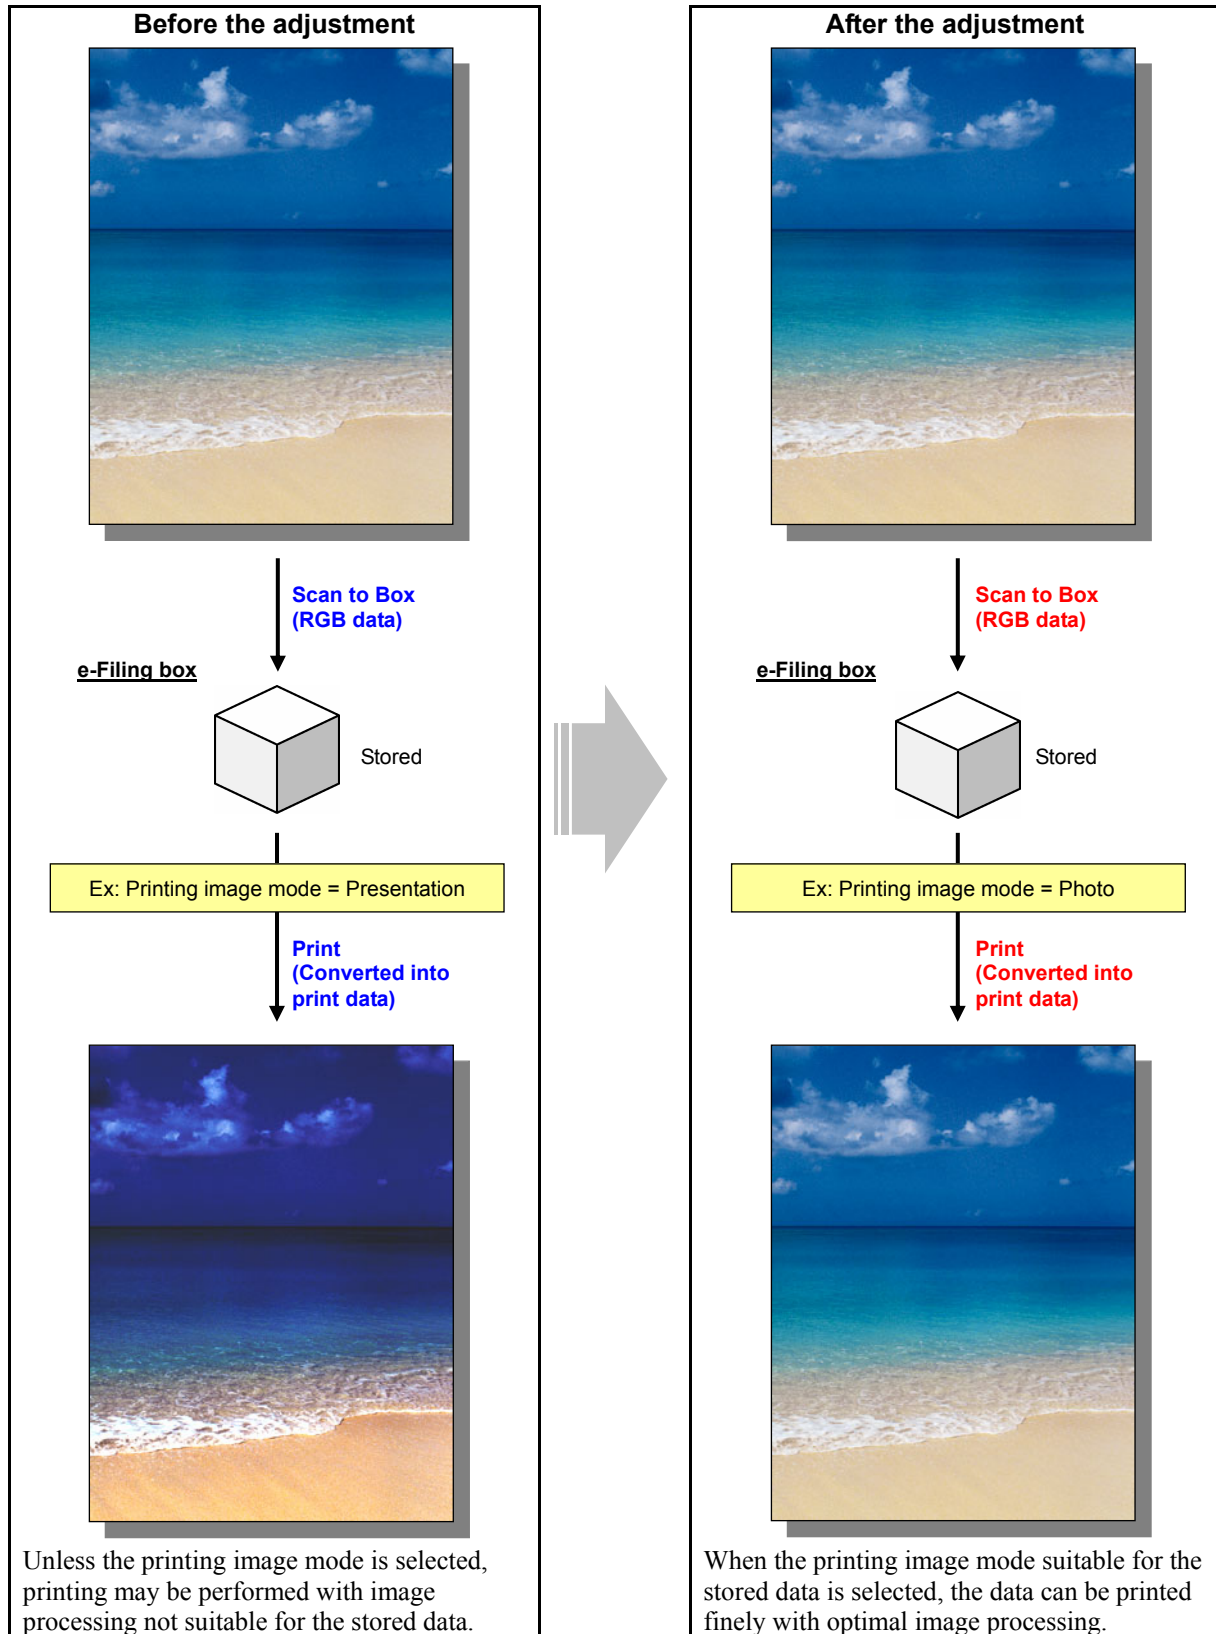 Before the adjustment
Scan to Box
(RGB data)
e-Filing box
Stored
Ex: Printing image mode = Presentation
Print
(Converted into
print data)
Unless the printing image mode is selected,
printing may be performed with image
processing not suitable for the stored data.
After the adjustment
Scan to Box
(RGB data)
e-Filing box
Stored
Ex: Printing image mode = Photo
Print
(Converted into
print data)
When the printing image mode suitable for the
stored data is selected, the data can be printed
finely with optimal image processing.